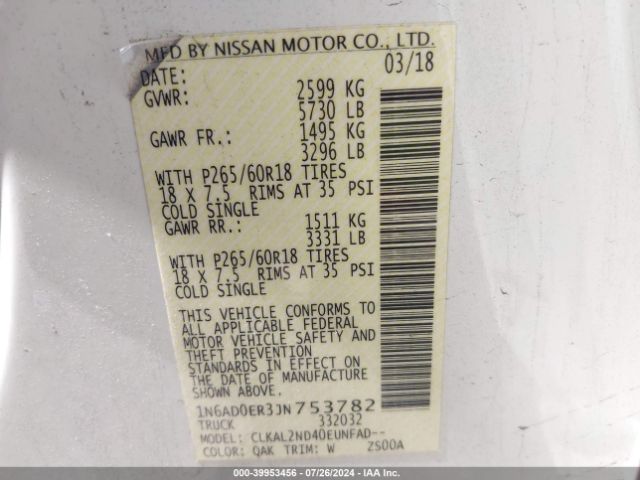 MFD BY NISSAN MOTOR CO., LTD.
DATE: 03/18
GVWR: 2599 KG
5730 LB
GAWR FR.: 1495 KG
3296 LB
WITH P265/60R18 TIRES
18 X 7.5 RIMS AT 35 PSI
COLD SINGLE
GAWR RR.: 1511 KG
3331 LB
WITH P265/60R18 TIRES
18 X 7.5 RIMS AT 35 PSI
COLD SINGLE
THIS VEHICLE CONFORMS TO
ALL APPLICABLE FEDERAL
MOTOR VEHICLE SAFETY AND
THEFT PREVENTION
STANDARDS IN EFFECT ON
THE DATE OF MANUFACTURE
SHOWN ABOVE.
1N6AD0ER3JN753782
TRUCK 332032
MODEL: CLKAL2ND40EUNFAD--
COLOR: QAK TRIM: W ZS00A
000-39953456 - 07/26/2024 - IAAI.com